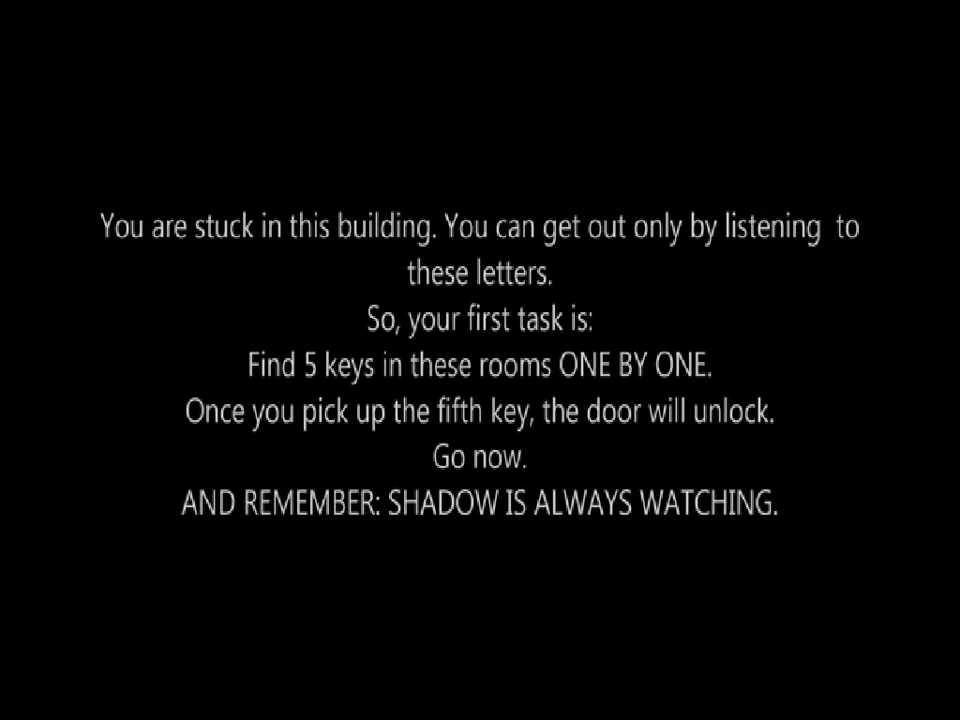 You are stuck in this building. You can get out only by listening  to
these letters.
So, your first task is:
Find 5 keys in these rooms ONE BY ONE.
Once you pick up the fifth key, the door will unlock.
Go now.
AND REMEMBER: SHADOW IS ALWAYS WATCHING.